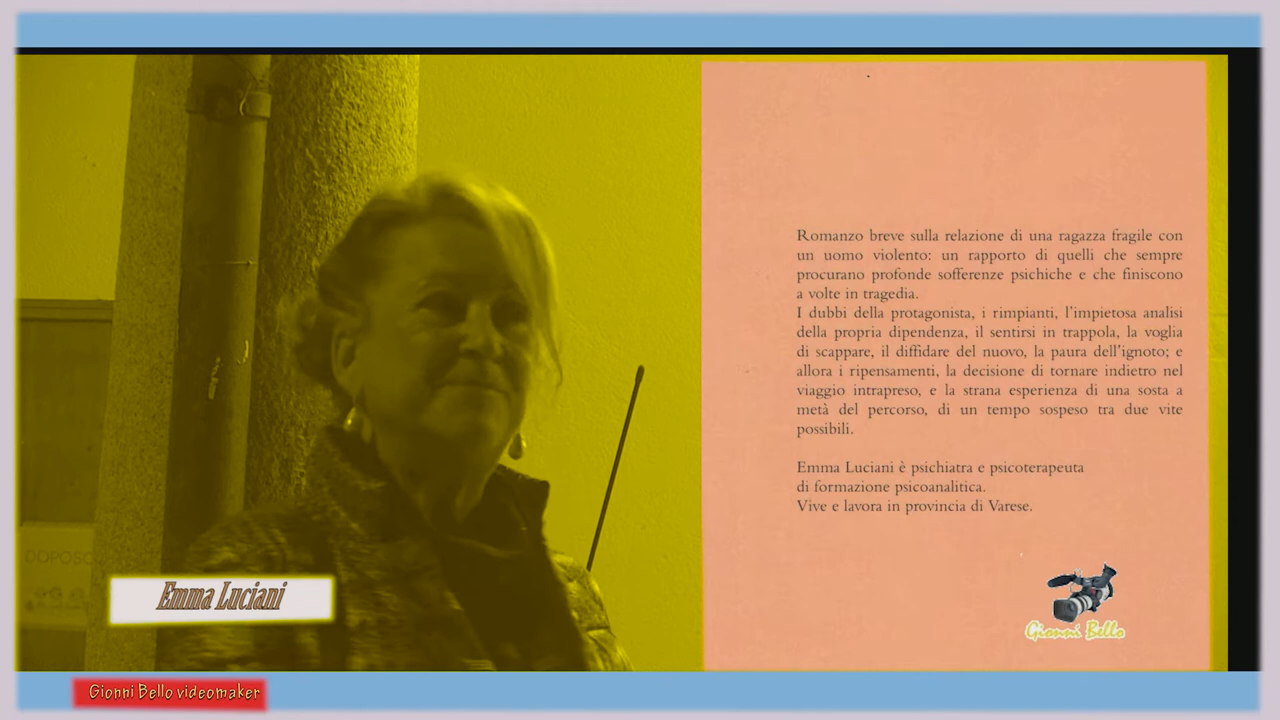 Romanzo breve sulla relazione di una ragazza fragile con
un uomo violento: un rapporto di quelli che sempre
procurano profonde sofferenze psichiche e che finiscono
a volte in tragedia.
I dubbi della protagonista, i rimpianti, l'impietosa analisi
della propria dipendenza, il sentirsi in trappola, la voglia
di scappare, il diffidare del nuovo, la paura dell'ignoto; e
allora i ripensamenti, la decisione di tornare indietro nel
viaggio intrapreso, e la strana esperienza di una sosta a
metà del percorso, di un tempo sospeso tra due vite
possibili.
Emma Luciani è psichiatra e psicoterapeuta
di formazione psicoanalitica.
Vive e lavora in provincia di Varese.
Emma Luciani
Gionni Bello
Gionni Bello videomaker